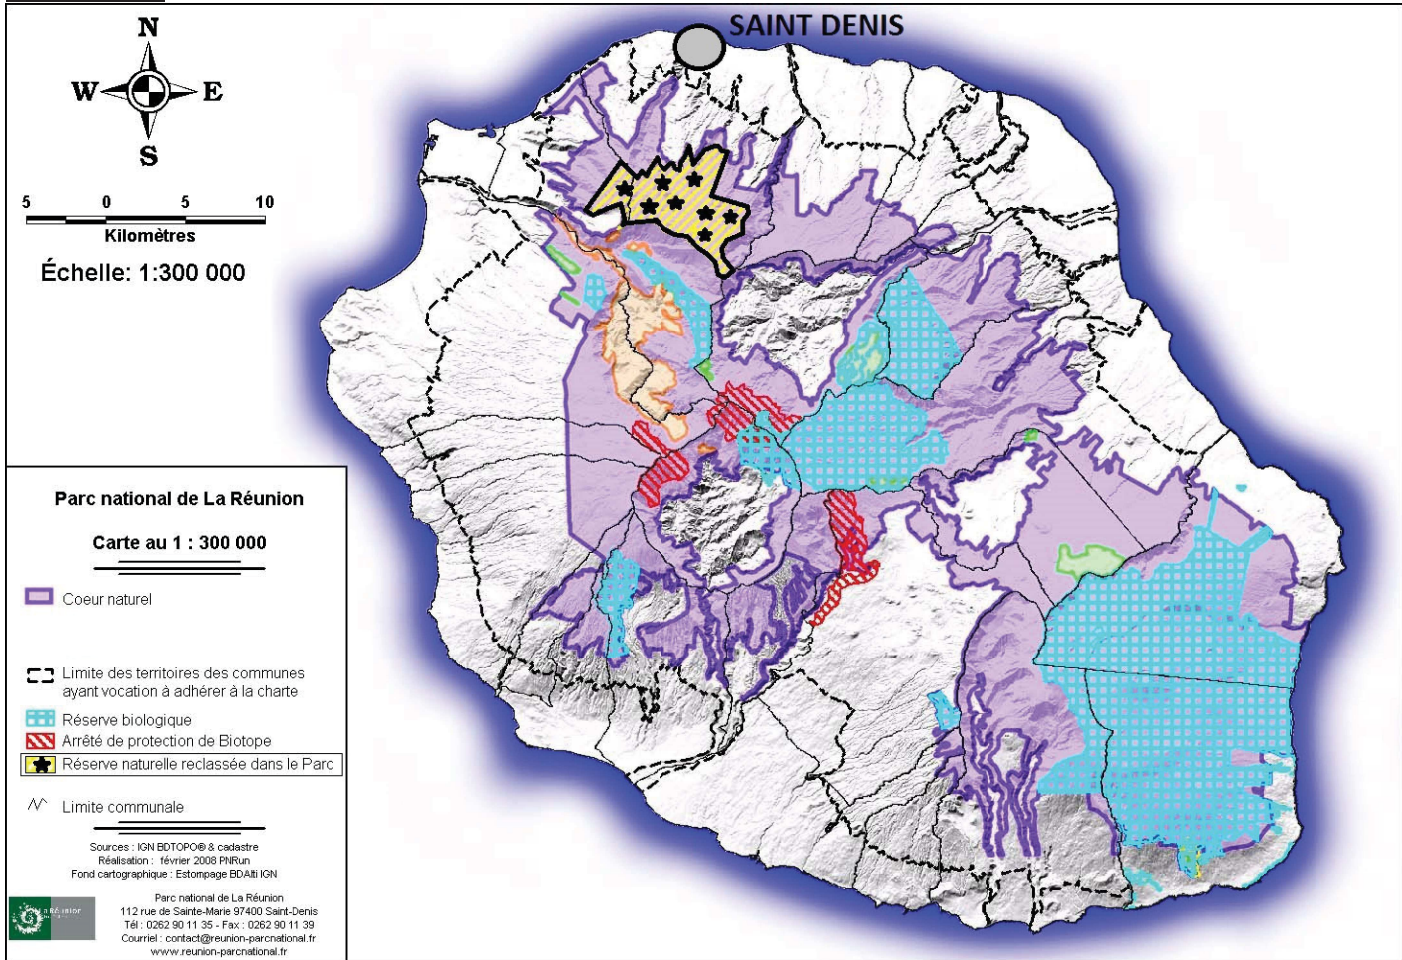 SAINT DENIS
N
W E
S
5 0 5 10
Kilomètres
Échelle: 1:300 000
Parc national de La Réunion
Carte au 1 : 300 000
Coeur naturel
Limite des territoires des communes
ayant vocation à adhérer à la charte
Réserve biologique
Arrêté de protection de Biotope
Réserve naturelle reclassée dans le Parc
Limite communale
Sources : IGN BDTOPO® & cadastre
Réalisation : février 2008 PNRun
Fond cartographique : Estompage BDAlti IGN
Parc national de La Réunion
112 rue de Sainte-Marie 97400 Saint-Denis
Tél : 0262 90 11 35 - Fax : 0262 90 11 39
Courriel : contact@reunion-parcnational.fr
www.reunion-parcnational.fr